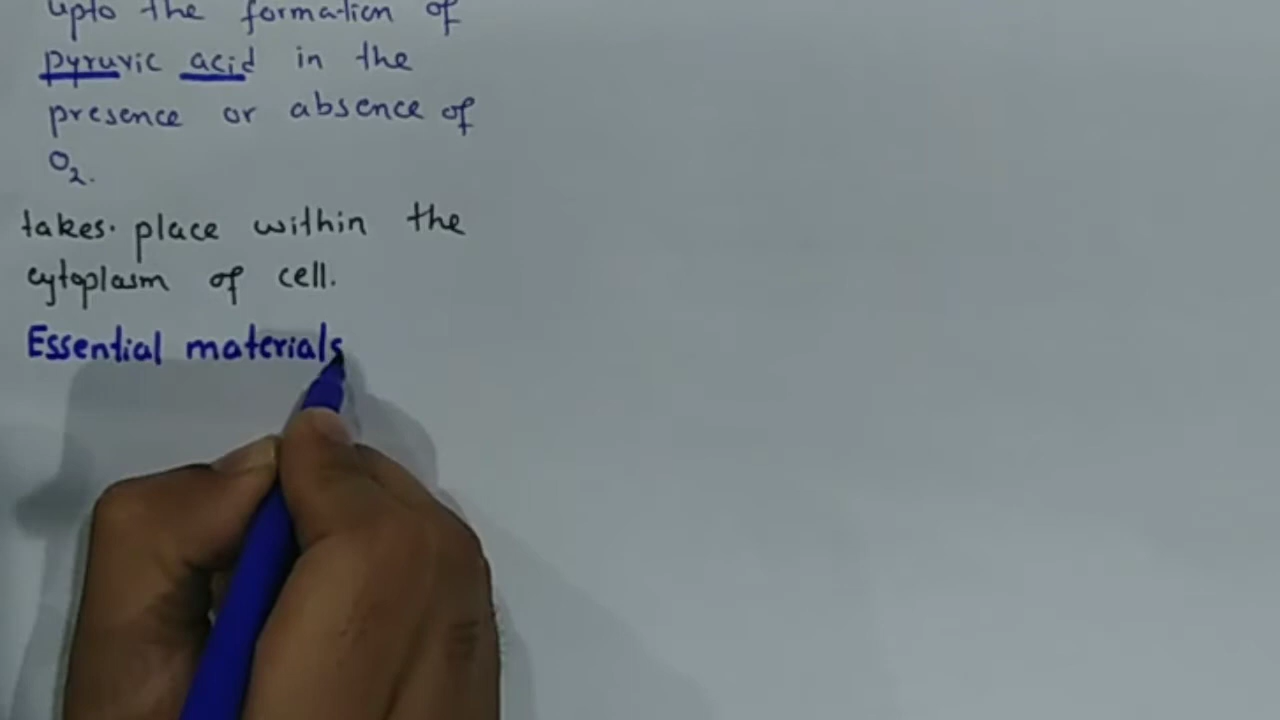 upto the formation of
pyruvic acid in the
presence or absence of
O₂.
takes place within the
cytoplasm of cell.
Essential materials